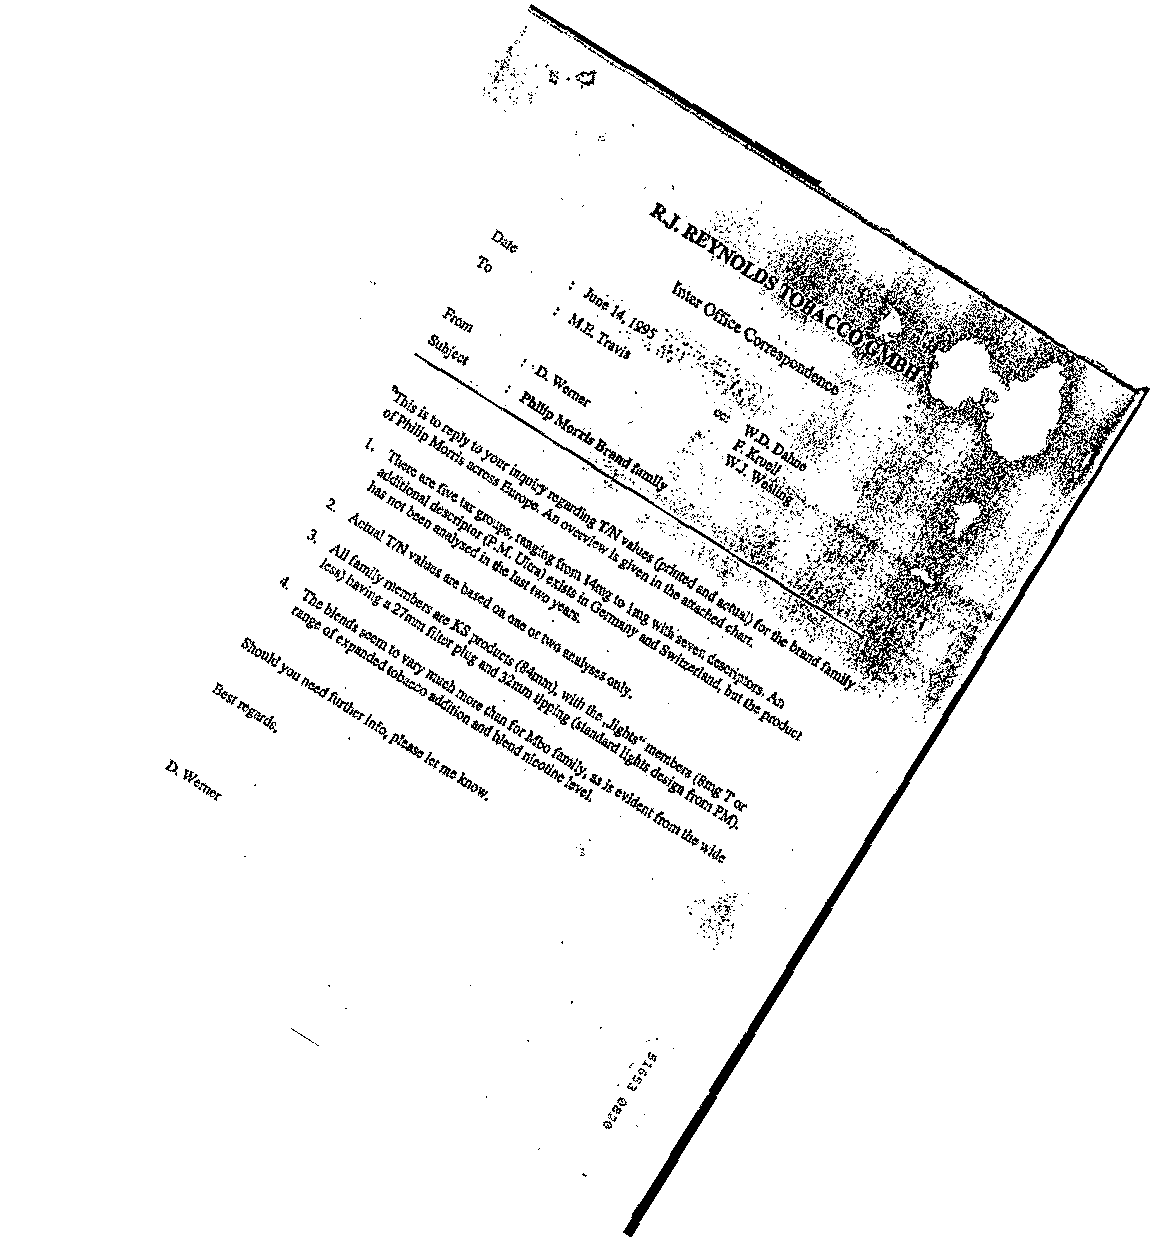 R.J. REYNOLDS TOBACCO GMBH
Inter Office Correspondence
Date : June 14, 1995
To : M.E. Travis
cc: W.D. Dahne
F. Krueil
W.J. Wesling
From : D. Werner
Subject : Philip Morris Brand family
This is to reply to your inquiry regarding T/N values (printed and actual) for the brand family
of Philip Morris across Europe. An overview is given in the attached chart.
1. There are five tar groups, ranging from 14mg to 1mg with seven descriptors. An
additional descriptor (P.M. Ultra) exists in Germany and Switzerland, but the product
has not been analysed in the last two years.
2. Actual T/N values are based on one or two analyses only.
3. All family members are KS products (84mm), with the „lights“ members (8mg T or
less) having a 27mm filter plug and 32mm tipping (standard lights design from PM).
4. The blends seem to vary much more than for Mbo family, as is evident from the wide
range of expanded tobacco addition and blend nicotine level.
Should you need further info, please let me know.
Best regards,
D. Werner
51653 0820